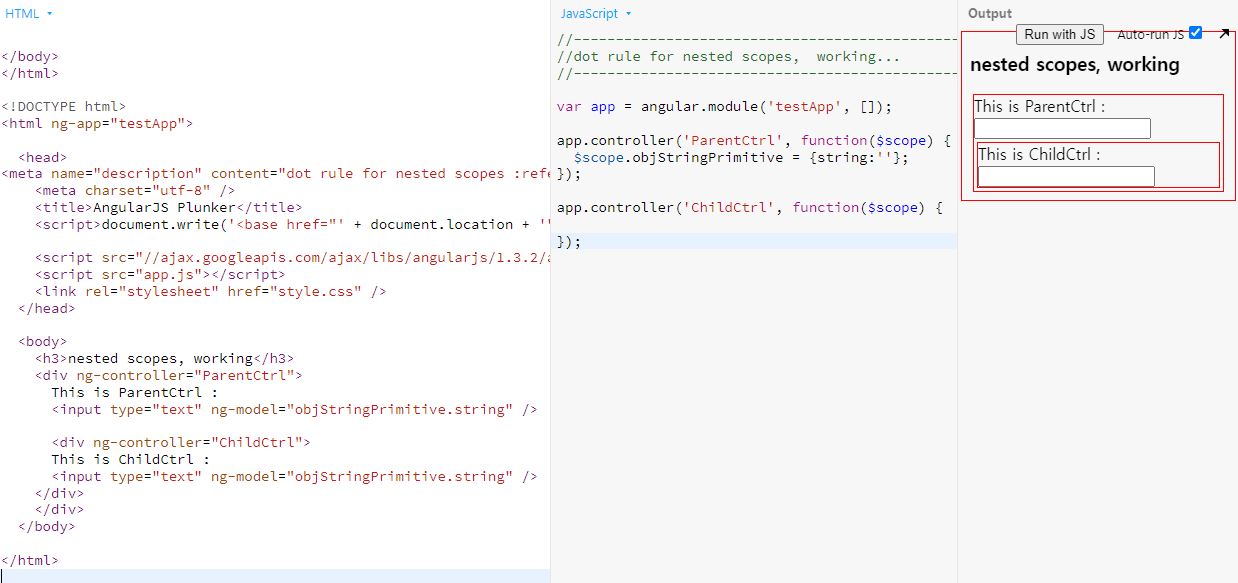 HTML
</body>
</html>
<!DOCTYPE html>
<html ng-app="testApp">
<head>
<meta name="description" content="dot rule for nested scopes :refe
<meta charset="utf-8" />
<title>AngularJS Plunker</title>
<script>document.write('<base href="' + document.location + '"
<script src="//ajax.googleapis.com/ajax/libs/angularjs/1.3.2/a
<script src="app.js"></script>
<link rel="stylesheet" href="style.css" />
</head>
<body>
<h3>nested scopes, working</h3>
<div ng-controller="ParentCtrl">
This is ParentCtrl :
<input type="text" ng-model="objStringPrimitive.string" />
<div ng-controller="ChildCtrl">
This is ChildCtrl :
<input type="text" ng-model="objStringPrimitive.string" />
</div>
</div>
</body>
</html>
JavaScript
//----------------------------------------------
//dot rule for nested scopes,  working...
//----------------------------------------------
var app = angular.module('testApp', []);
app.controller('ParentCtrl', function($scope) {
$scope.objStringPrimitive = {string:''};
});
app.controller('ChildCtrl', function($scope) {
});
Output
Run with JS Auto-run JS
nested scopes, working
This is ParentCtrl :
This is ChildCtrl :